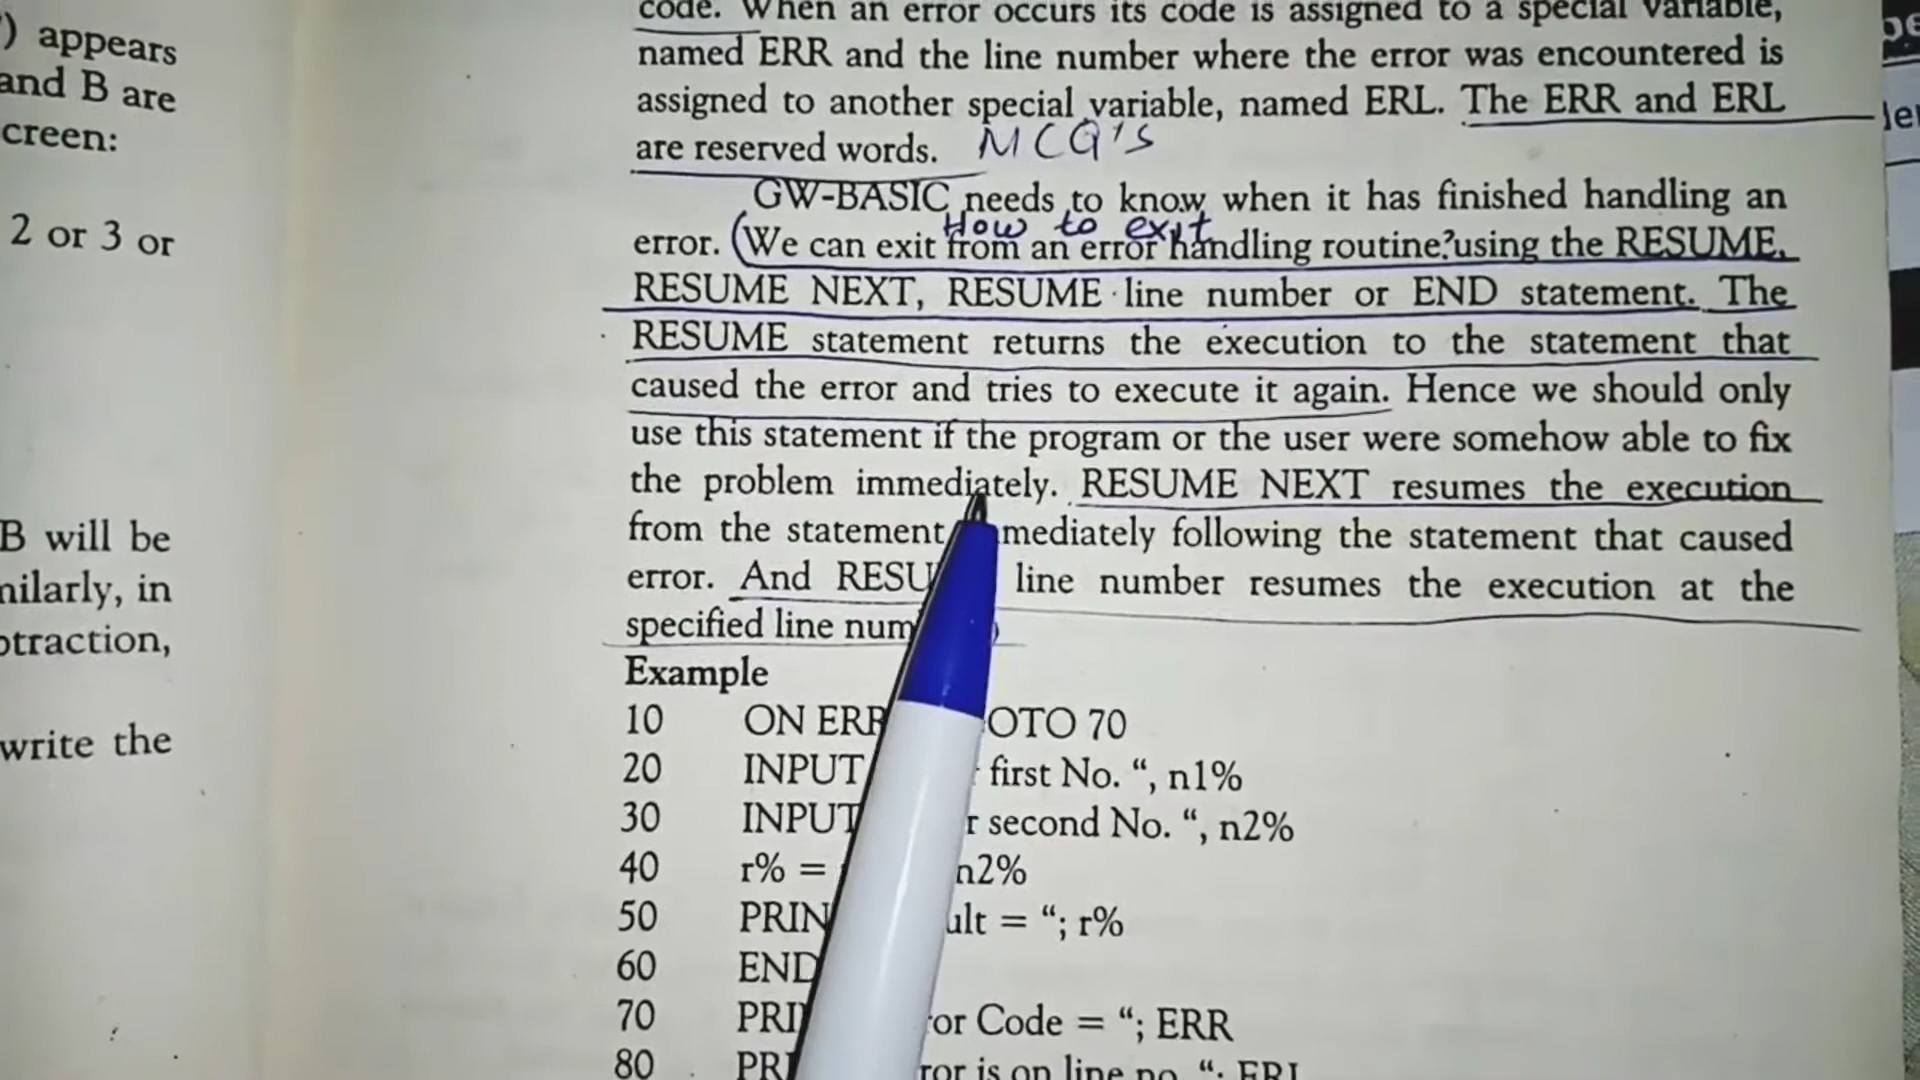 ) appears
and B are
creen:
2 or 3 or
B will be
nilarly, in
otraction,
write the
code. When an error occurs its code is assigned to a special variable,
named ERR and the line number where the error was encountered is
assigned to another special variable, named ERL. The ERR and ERL
are reserved words. MCQ's
GW-BASIC needs to know when it has finished handling an
How to exit
error. (We can exit from an error handling routine? using the RESUME,
RESUME NEXT, RESUME line number or END statement. The
RESUME statement returns the execution to the statement that
caused the error and tries to execute it again. Hence we should only
use this statement if the program or the user were somehow able to fix
the problem immediately. RESUME NEXT resumes the execution
from the statement mediately following the statement that caused
error. And RESU line number resumes the execution at the
specified line num
Example
10 ON ERR OTO 70
20 INPUT first No. “, n1%
30 INPUT r second No. “, n2%
40 r% = n2%
50 PRIN ult = “; r%
60 END
70 PRI or Code = “; ERR
80 PRI ror is on line no. “; ERL